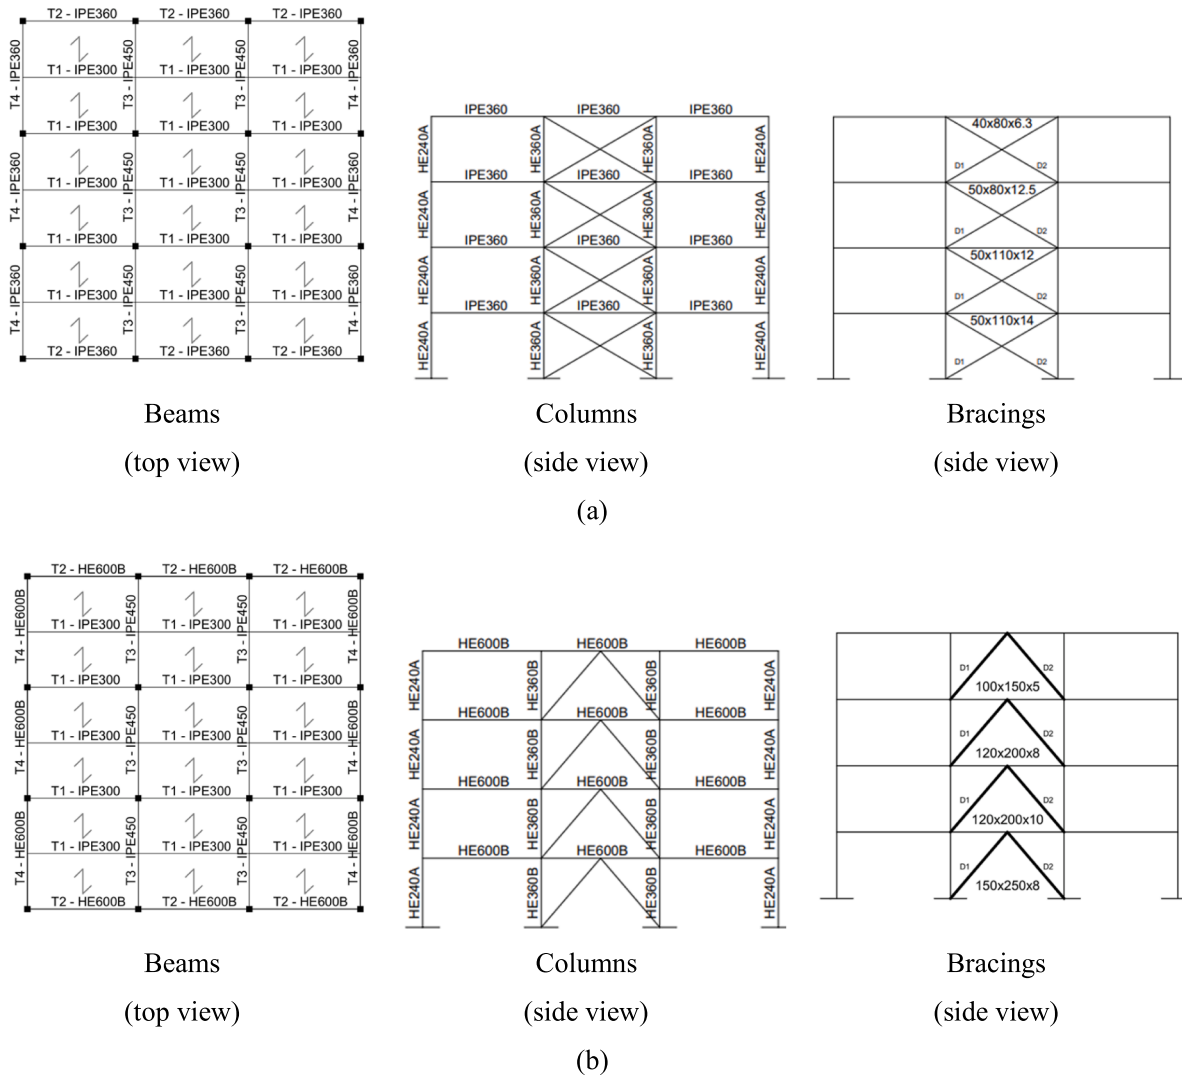 T2 - IPE360 T2 - IPE360 T2 - IPE360
T4 - IPE360 T3 - IPE450 T3 - IPE450 T4 - IPE360
T1 - IPE300 T1 - IPE300 T1 - IPE300
T1 - IPE300 T1 - IPE300 T1 - IPE300
T4 - IPE360 T3 - IPE450 T3 - IPE450 T4 - IPE360
T1 - IPE300 T1 - IPE300 T1 - IPE300
T1 - IPE300 T1 - IPE300 T1 - IPE300
T4 - IPE360 T3 - IPE450 T3 - IPE450 T4 - IPE360
T1 - IPE300 T1 - IPE300 T1 - IPE300
T2 - IPE360 T2 - IPE360 T2 - IPE360
IPE360 IPE360 IPE360
HE240A HE360A HE360A HE240A
IPE360 IPE360 IPE360
HE240A HE360A HE360A HE240A
IPE360 IPE360 IPE360
HE240A HE360A HE360A HE240A
IPE360 IPE360 IPE360
HE240A HE360A HE360A HE240A
40x80x6.3
D1 D2
50x80x12.5
D1 D2
50x110x12
D1 D2
50x110x14
D1 D2
Beams Columns Bracings
(top view) (side view) (side view)
(a)
T2 - HE600B T2 - HE600B T2 - HE600B
T4 - HE600B T3 - IPE450 T3 - IPE450 T4 - HE600B
T1 - IPE300 T1 - IPE300 T1 - IPE300
T1 - IPE300 T1 - IPE300 T1 - IPE300
T4 - HE600B T3 - IPE450 T3 - IPE450 T4 - HE600B
T1 - IPE300 T1 - IPE300 T1 - IPE300
T1 - IPE300 T1 - IPE300 T1 - IPE300
T4 - HE600B T3 - IPE450 T3 - IPE450 T4 - HE600B
T1 - IPE300 T1 - IPE300 T1 - IPE300
T2 - HE600B T2 - HE600B T2 - HE600B
HE600B HE600B HE600B
HE240A HE360B HE360B HE240A
HE600B HE600B HE600B
HE240A HE360B HE360B HE240A
HE600B HE600B HE600B
HE240A HE360B HE360B HE240A
HE600B HE600B HE600B
HE240A HE360B HE360B HE240A
D1 D2
100x150x5
D1 D2
120x200x8
D1 D2
120x200x10
D1 D2
150x250x8
Beams Columns Bracings
(top view) (side view) (side view)
(b)